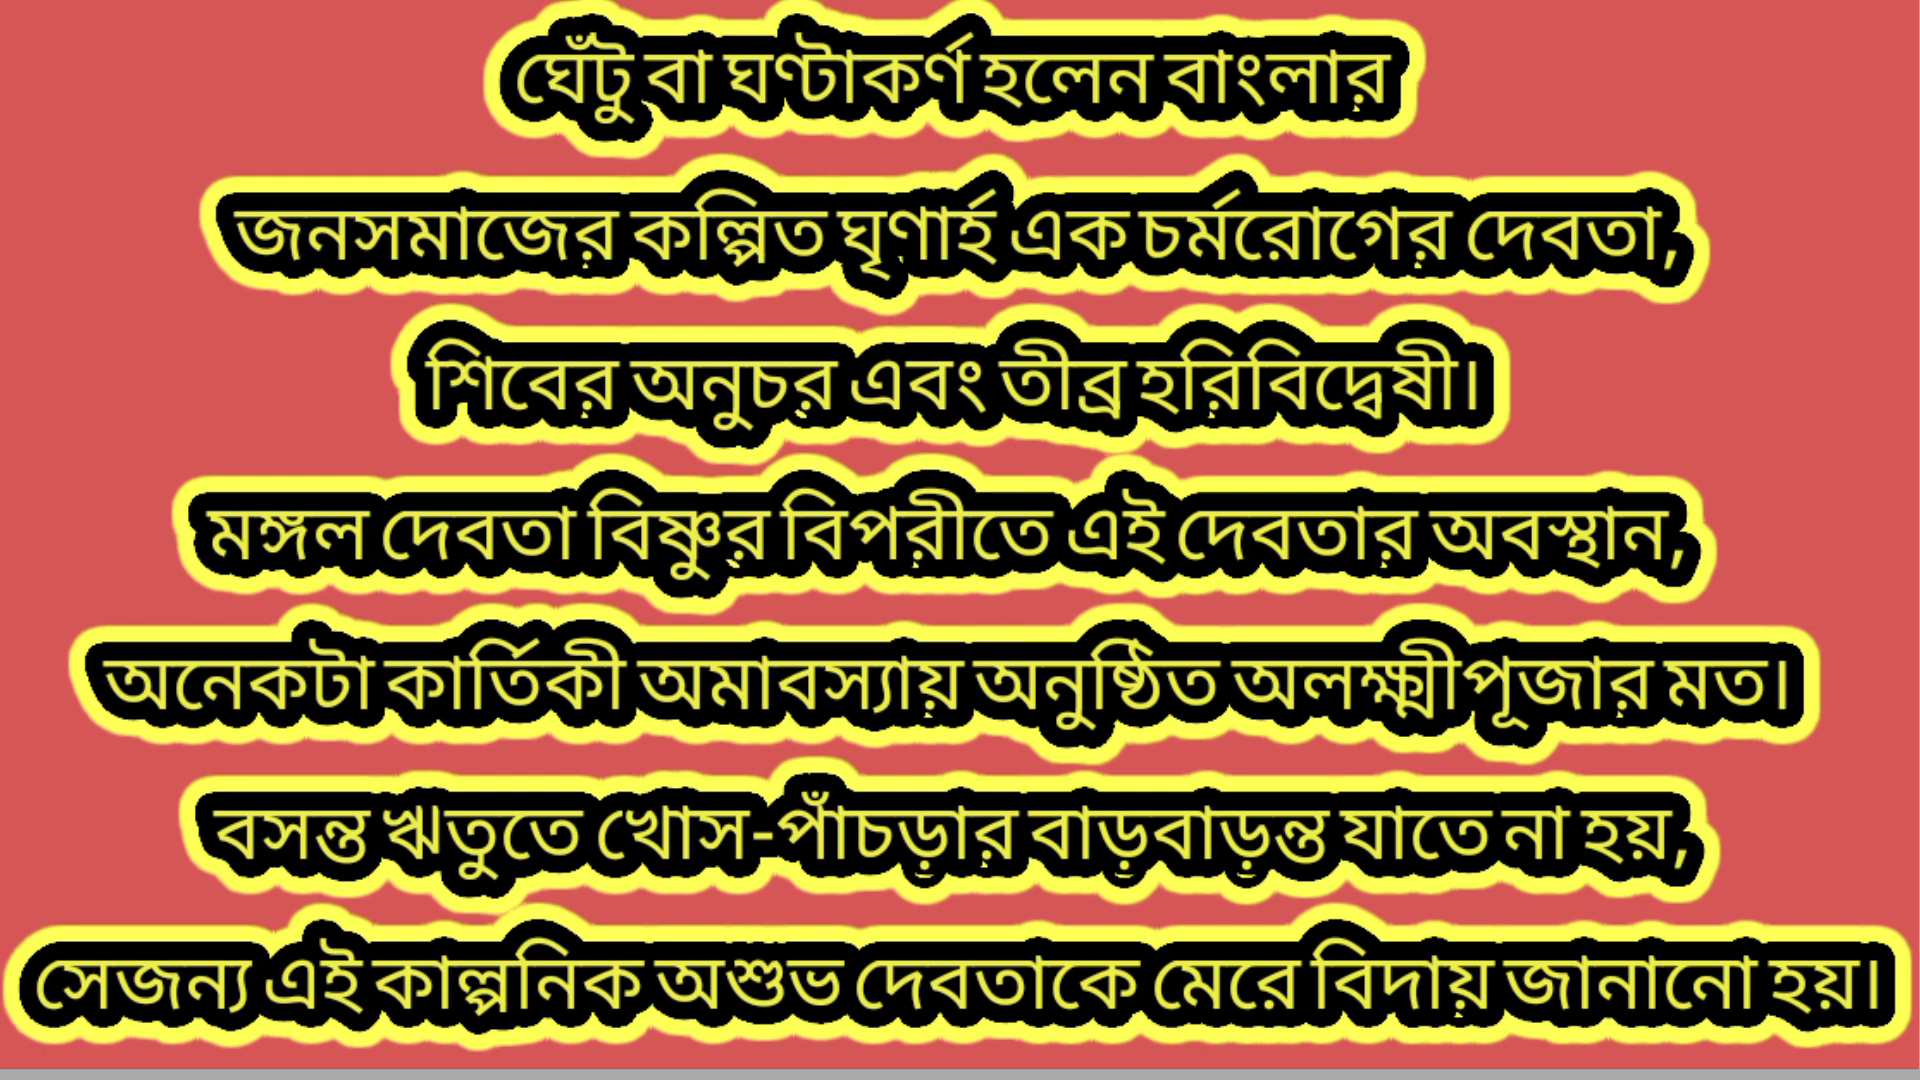 ঘেঁটু বা ঘণ্টাকর্ণ হলেন বাংলার
জনসমাজের কল্পিত ঘৃণার্হ এক চর্মরোগের দেবতা,
শিবের অনুচর এবং তীব্র হরিবিদ্বেষী।
মঙ্গল দেবতা বিষ্ণুর বিপরীতে এই দেবতার অবস্থান,
অনেকটা কার্তিকী অমাবস্যায় অনুষ্ঠিত অলক্ষ্মীপূজার মত।
বসন্ত ঋতুতে খোস-পাঁচড়ার বাড়বাড়ন্ত যাতে না হয়,
সেজন্য এই কাল্পনিক অশুভ দেবতাকে মেরে বিদায় জানানো হয়।